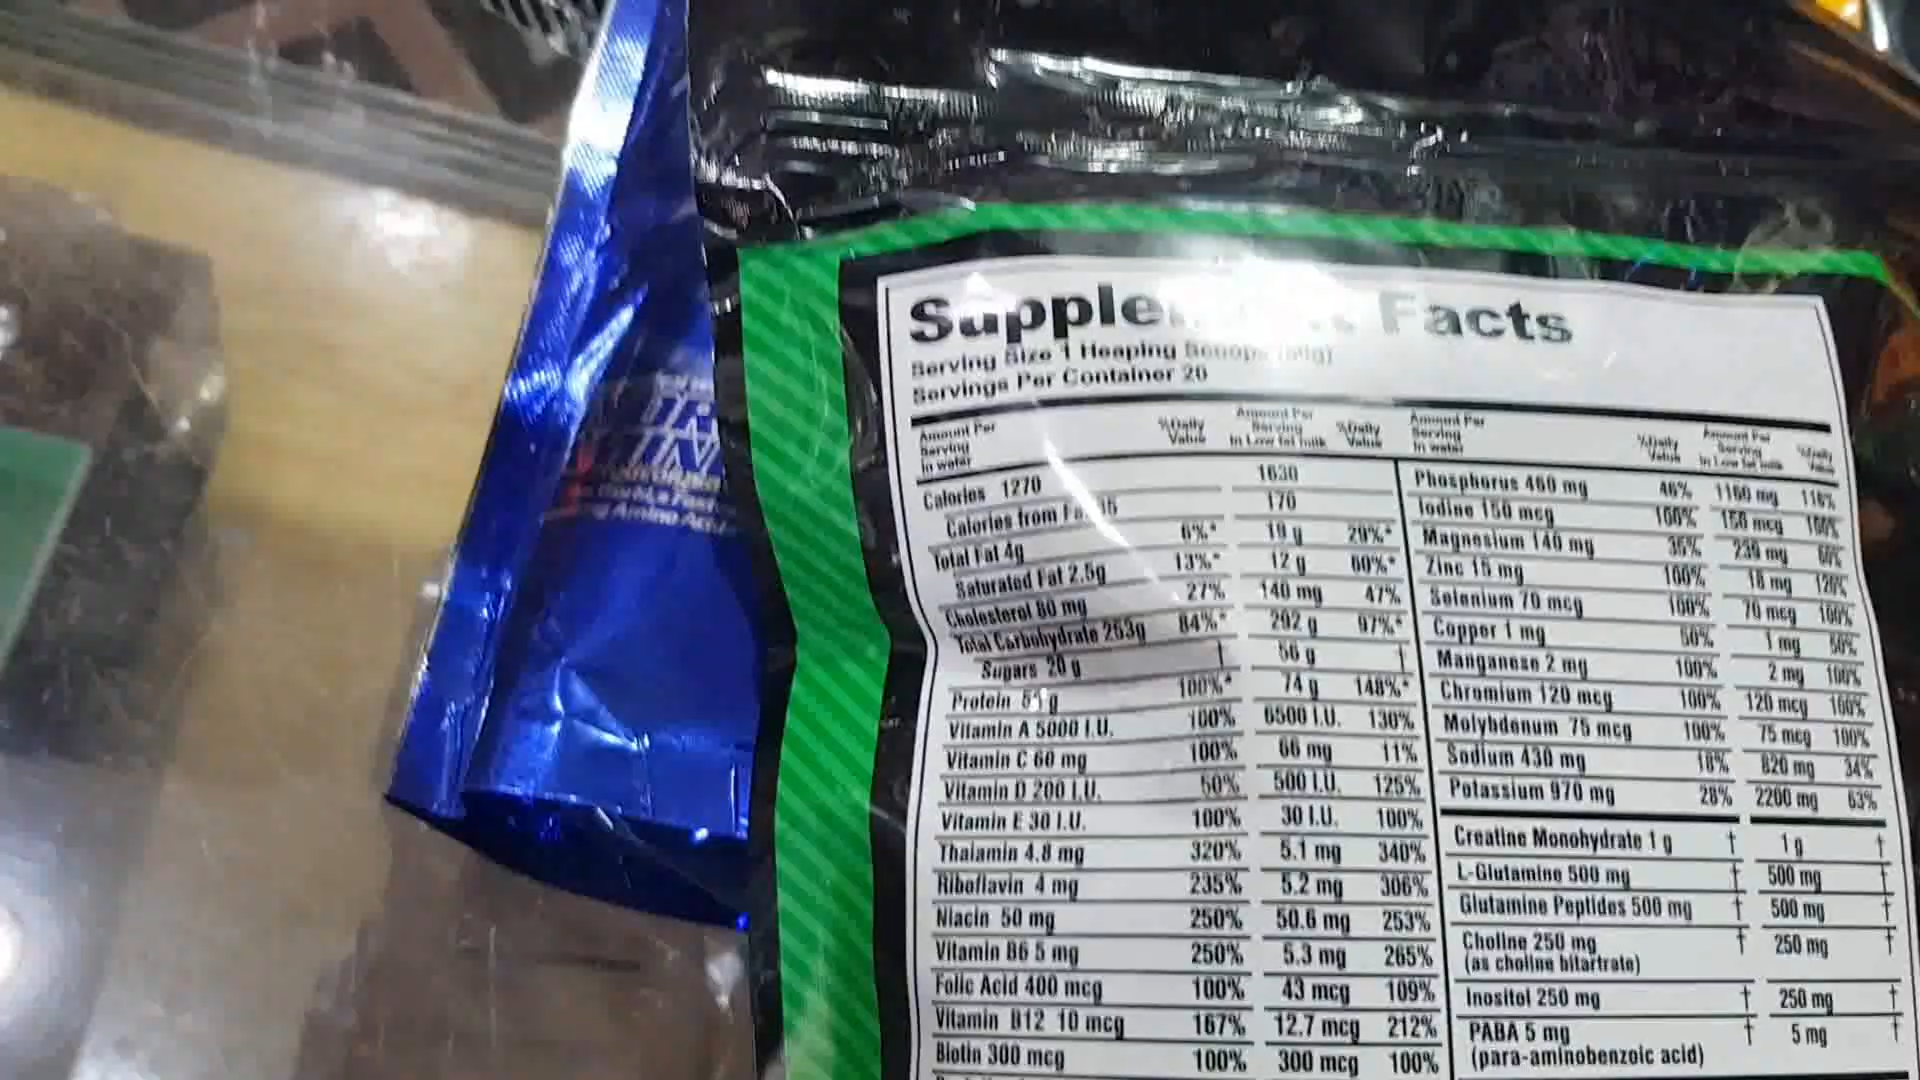 Facts
Serving Size 1 Heaping
Servings Per Container 20
Amount Per Serving In water
%Daily Value
Amount Per Serving In Low fat milk
%Daily Value
Amount Per Serving In water
%Daily Value
Amount Per Serving In Low fat milk
%Daily Value
Calories 1270 1630
Calories from 170
Total Fat 4g 6%* 19 g 29%*
Saturated Fat 2.5g 13%* 12 g 60%*
Cholesterol 80 mg 27% 140 mg 47%
Total Carbohydrate 253g 84%* 292 g 97%*
Sugars 20 g † 56 g †
Protein 100%* 74 g 148%*
Vitamin A 5000 I.U. 100% 6500 I.U. 130%
Vitamin C 60 mg 100% 66 mg 11%
Vitamin D 200 I.U. 50% 500 I.U. 125%
Vitamin E 30 I.U. 100% 30 I.U. 100%
Thaiamin 4.8 mg 320% 5.1 mg 340%
Riboflavin 4 mg 235% 5.2 mg 306%
Niacin 50 mg 250% 50.6 mg 253%
Vitamin B6 5 mg 250% 5.3 mg 265%
Folic Acid 400 mcg 100% 43 mcg 109%
Vitamin B12 10 mcg 167% 12.7 mcg 212%
Biotin 300 mcg 100% 300 mcg 100%
Phosphorus 460 mg 46% 1160 mg 116%
Iodine 150 mcg 100% 150 mcg 100%
Magnesium 140 mg 35% 239 mg 60%
Zinc 15 mg 100% 18 mg 120%
Selenium 70 mcg 100% 70 mcg 100%
Copper 1 mg 50% 1 mg 50%
Manganese 2 mg 100% 2 mg 100%
Chromium 120 mcg 100% 120 mcg 100%
Molybdenum 75 mcg 100% 75 mcg 100%
Sodium 430 mg 18% 820 mg 34%
Potassium 970 mg 28% 2200 mg 63%
Creatine Monohydrate 1 g † 1 g †
L-Glutamine 500 mg † 500 mg †
Glutamine Peptides 500 mg † 500 mg †
Choline 250 mg † 250 mg †
(as choline bitartrate)
Inositol 250 mg † 250 mg †
PABA 5 mg † 5 mg †
(para-aminobenzoic acid)